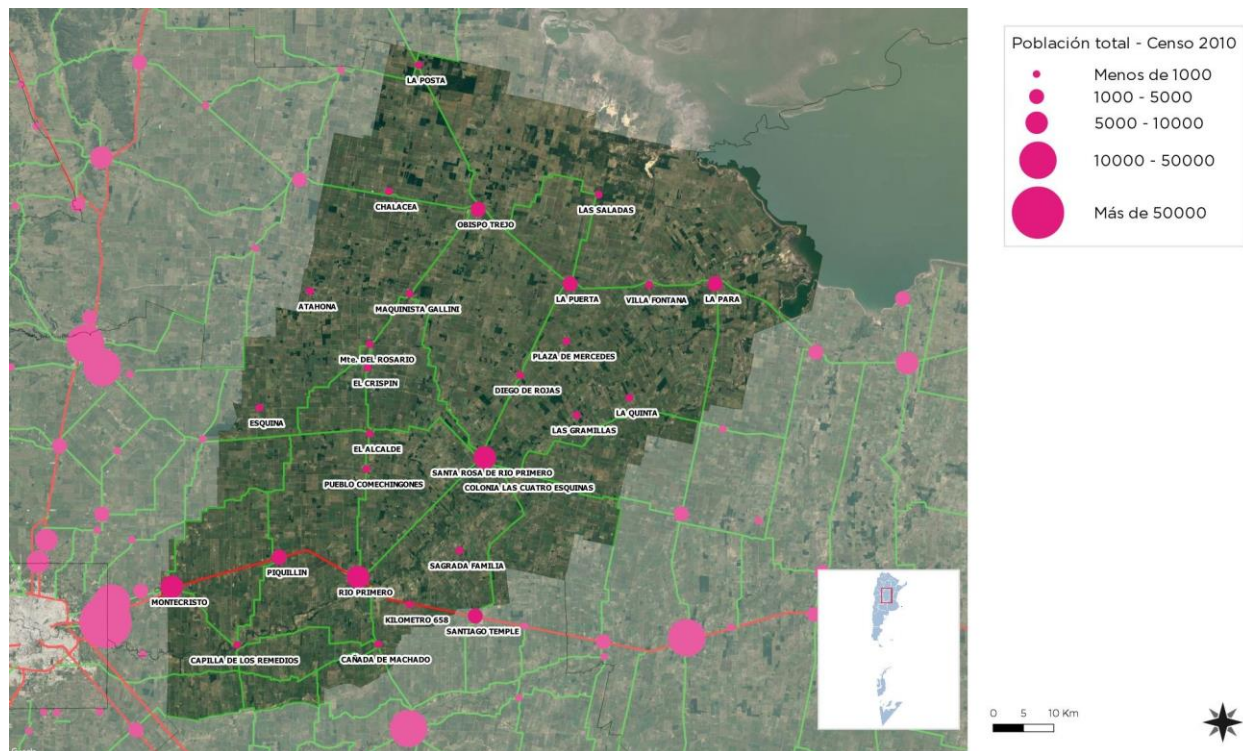 LA POSTA
CHALACEA
LAS SALADAS
OBISPO TREJO
ATAHONA
MAQUINISTA GALLINI
LA PUERTA
VILLA FONTANA
LA PARA
Mte. DEL ROSARIO
PLAZA DE MERCEDES
EL CRISPIN
DIEGO DE ROJAS
ESQUINA
LA QUINTA
LAS GRAMILLAS
EL ALCALDE
SANTA ROSA DE RIO PRIMERO
PUEBLO COMECHINGONES
COLONIA LAS CUATRO ESQUINAS
SAGRADA FAMILIA
PIQUILLIN
RIO PRIMERO
MONTECRISTO
KILOMETRO 658
SANTIAGO TEMPLE
CAPILLA DE LOS REMEDIOS
CAÑADA DE MACHADO
Población total - Censo 2010
Menos de 1000
1000 - 5000
5000 - 10000
10000 - 50000
Más de 50000
0 5 10 Km